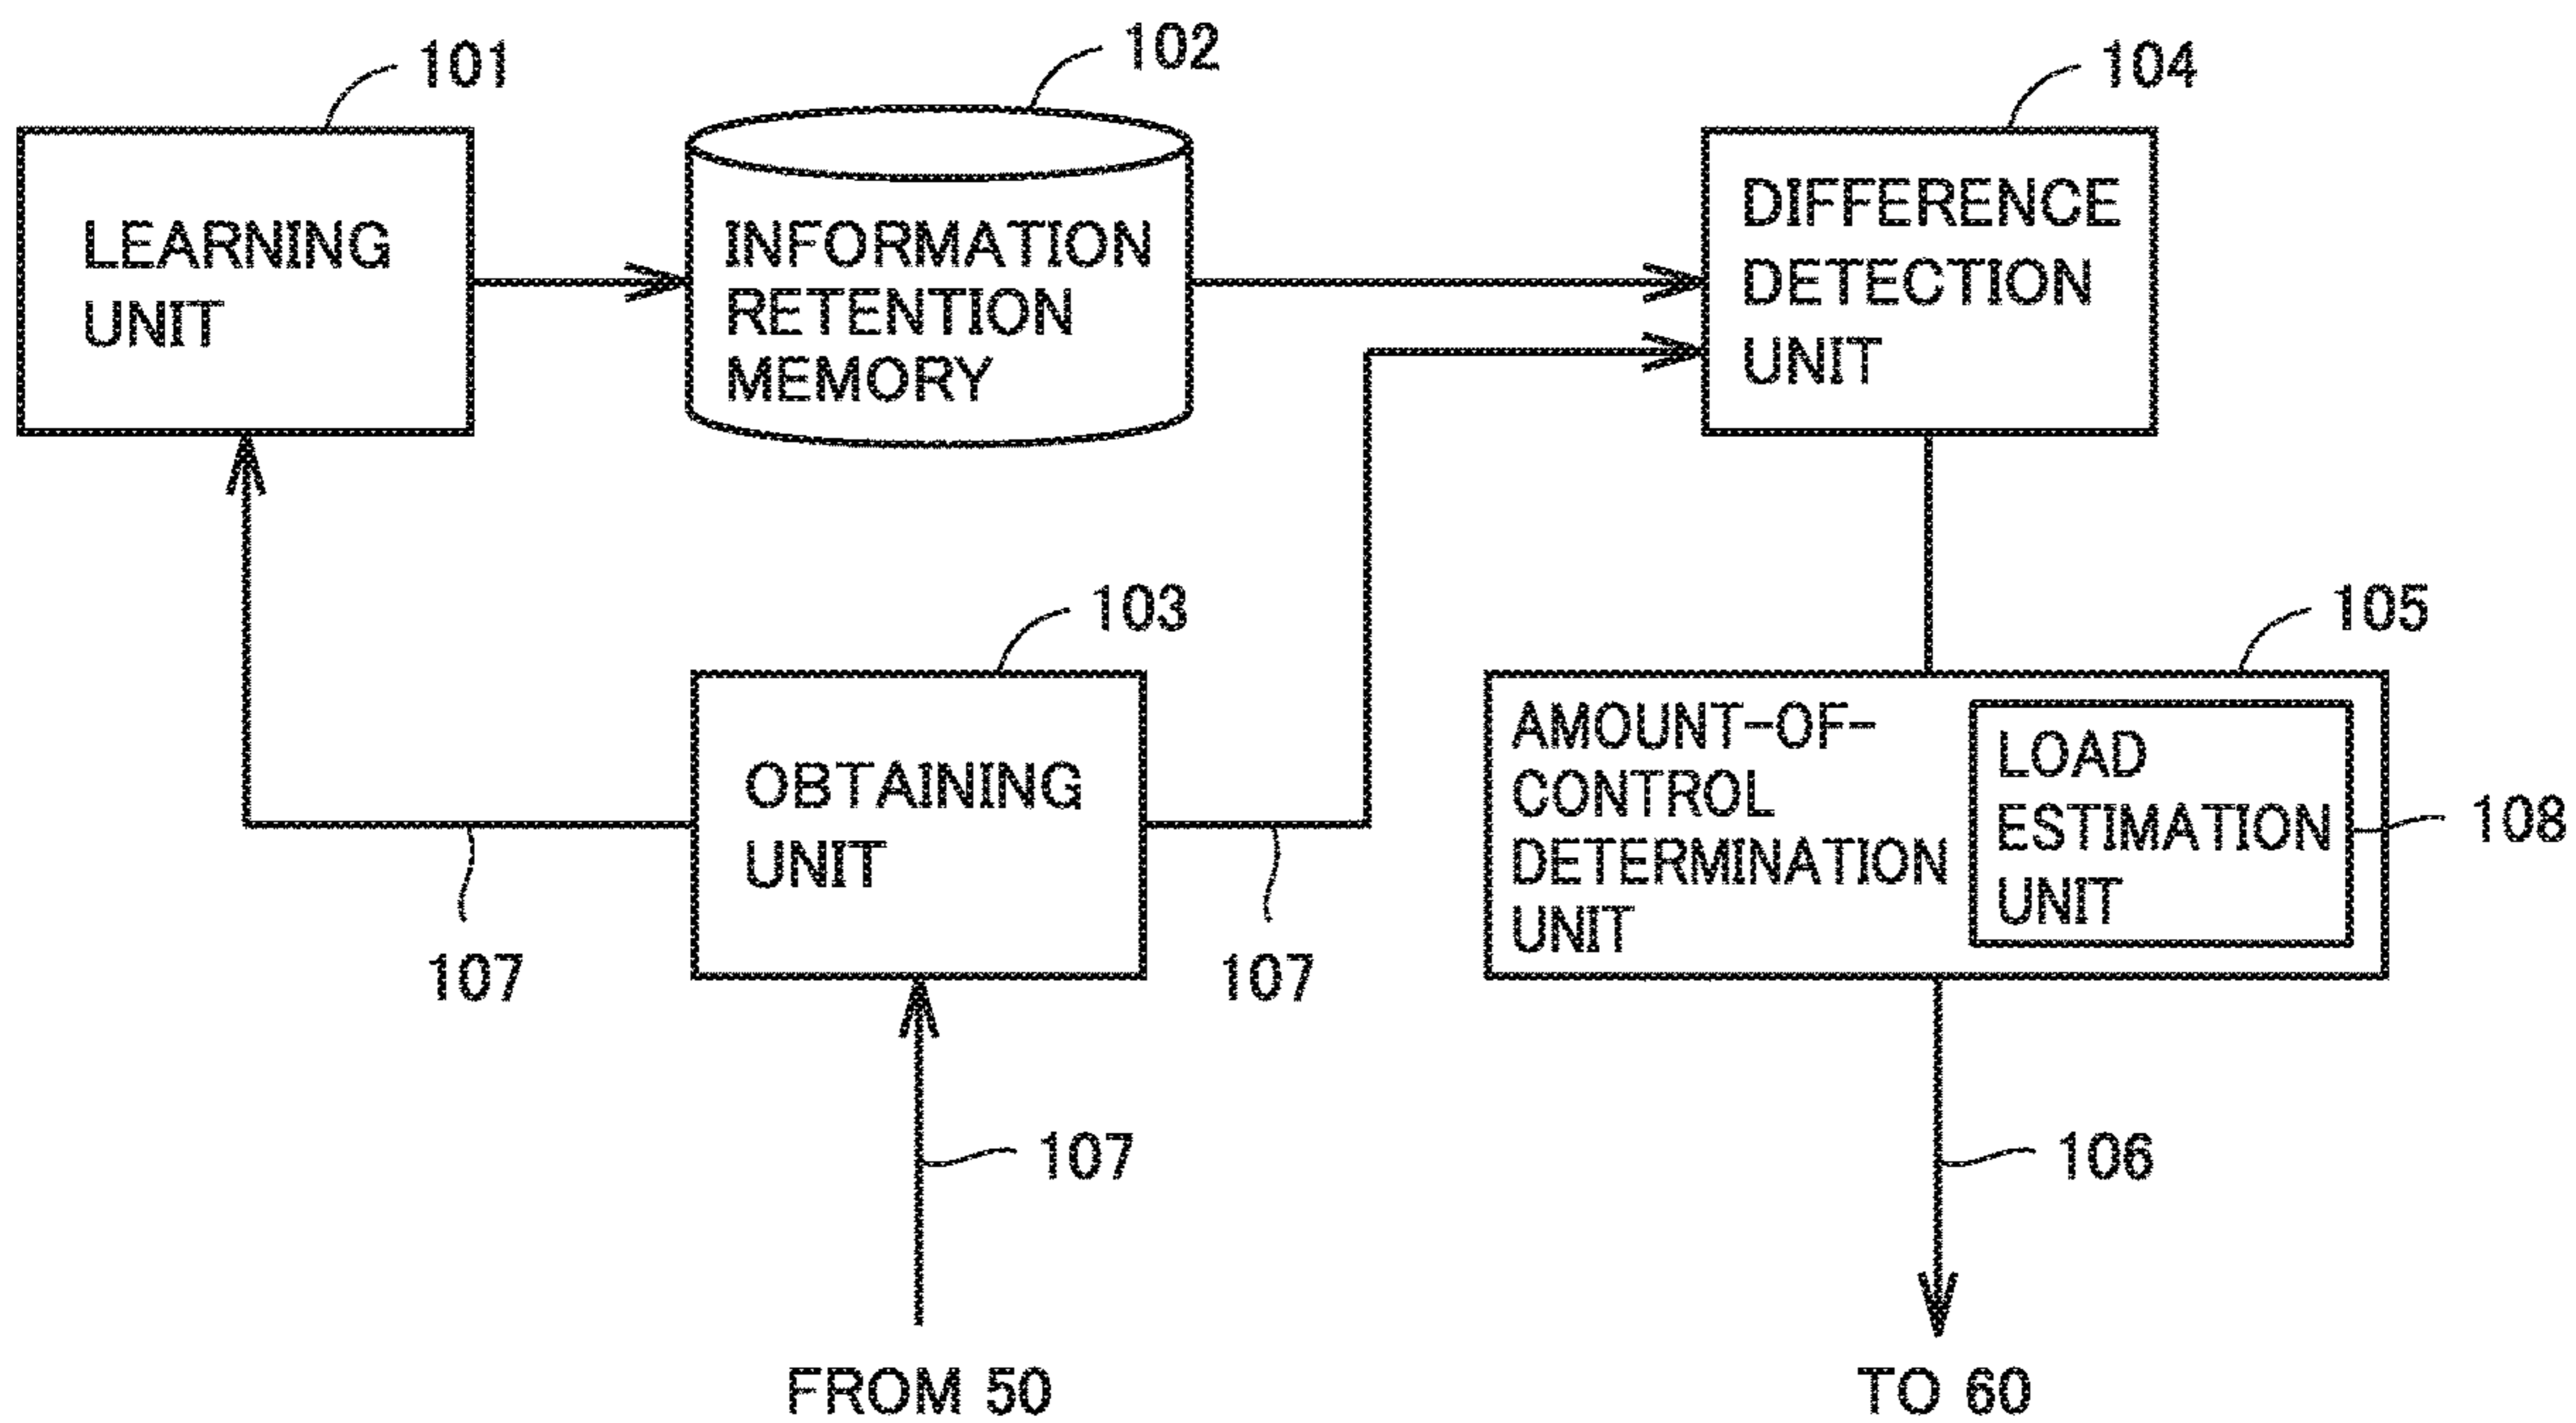 101
102
104
LEARNING
UNIT
INFORMATION
RETENTION
MEMORY
DIFFERENCE
DETECTION
UNIT
103
105
OBTAINING
UNIT
AMOUNT-OF-
CONTROL
DETERMINATION
UNIT
LOAD
ESTIMATION
UNIT
108
107
107
107
106
FROM 50
TO 60